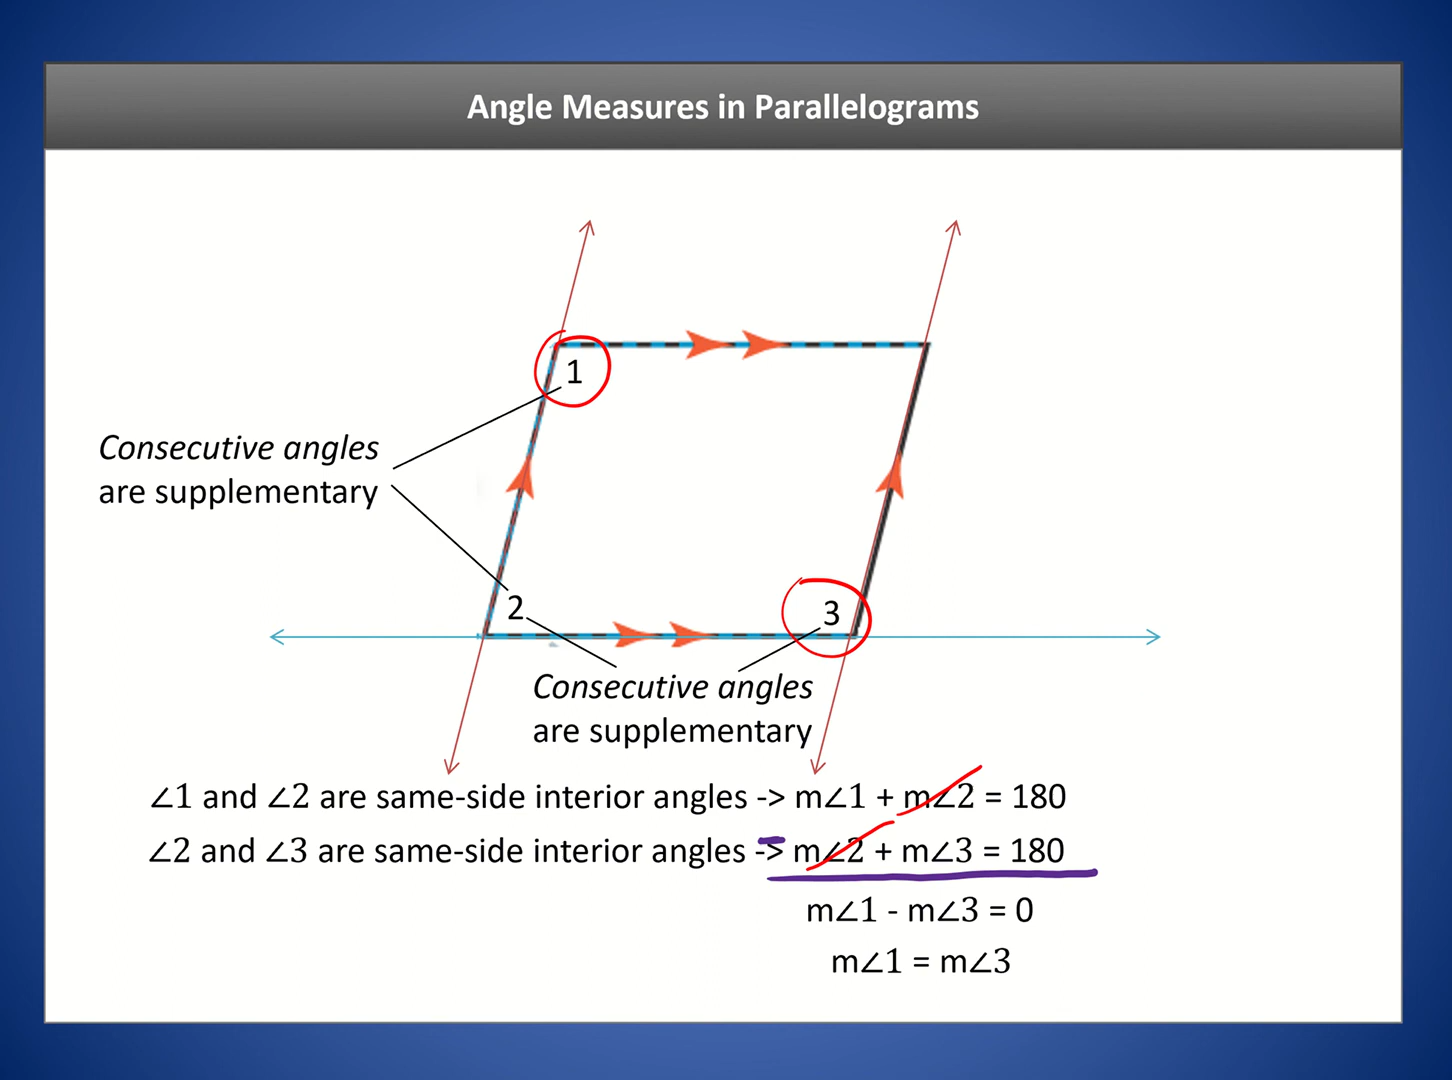 Angle Measures in Parallelograms
1
Consecutive angles
are supplementary
2
3
Consecutive angles
are supplementary
∠1 and ∠2 are same-side interior angles -> m∠1 + m∠2 = 180
∠2 and ∠3 are same-side interior angles -> m∠2 + m∠3 = 180
m∠1 - m∠3 = 0
m∠1 = m∠3